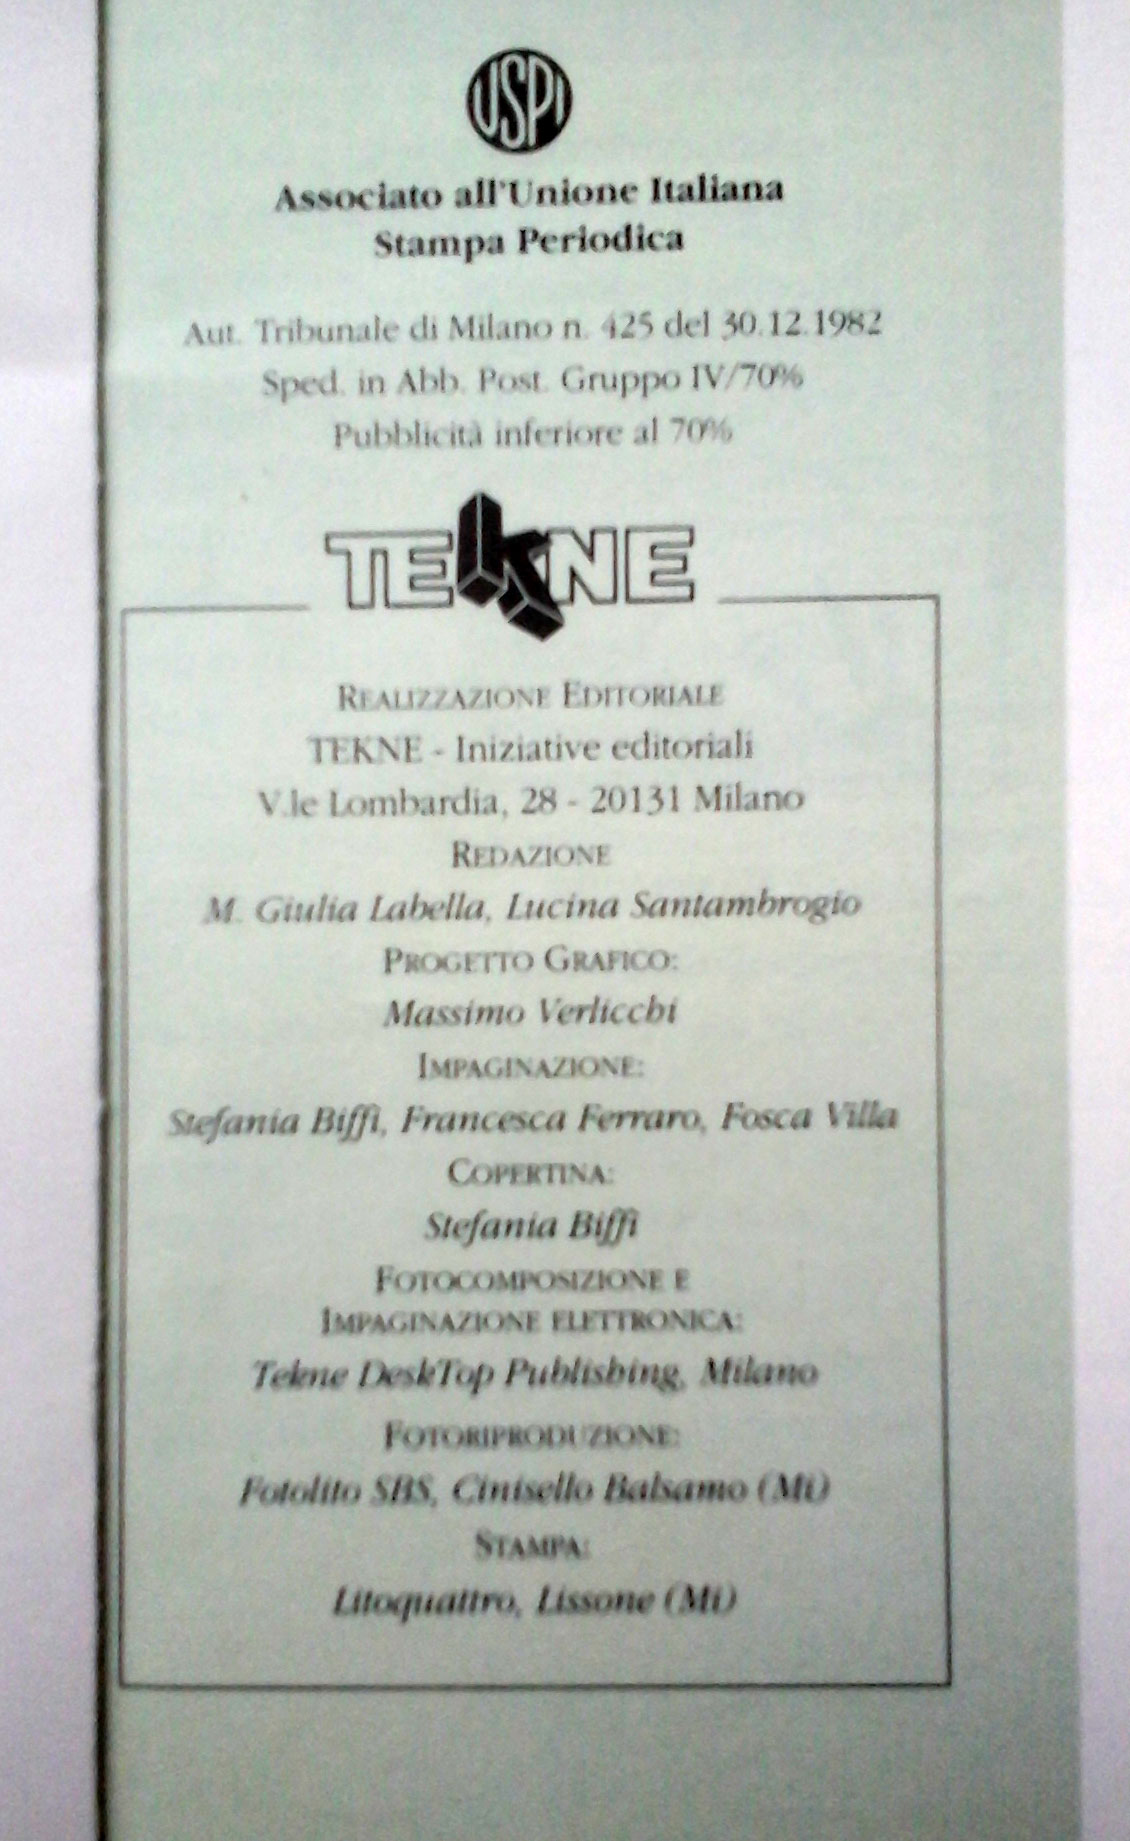 USPI
Associato all'Unione Italiana
Stampa Periodica
Aut. Tribunale di Milano n. 425 del 30.12.1982
Sped. in Abb. Post. Gruppo IV/70%
Pubblicità inferiore al 70%
TEKNE
REALIZZAZIONE EDITORIALE
TEKNE - Iniziative editoriali
V.le Lombardia, 28 - 20131 Milano
REDAZIONE
M. Giulia Labella, Lucina Santambrogio
PROGETTO GRAFICO:
Massimo Verlicchi
IMPAGINAZIONE:
Stefania Biffi, Francesca Ferraro, Fosca Villa
COPERTINA:
Stefania Biffi
FOTOCOMPOSIZIONE E
IMPAGINAZIONE ELETTRONICA:
Tekne DeskTop Publishing, Milano
FOTORIPRODUZIONE:
Fotolito SBS, Cinisello Balsamo (Mi)
STAMPA:
Litoquattro, Lissone (Mi)